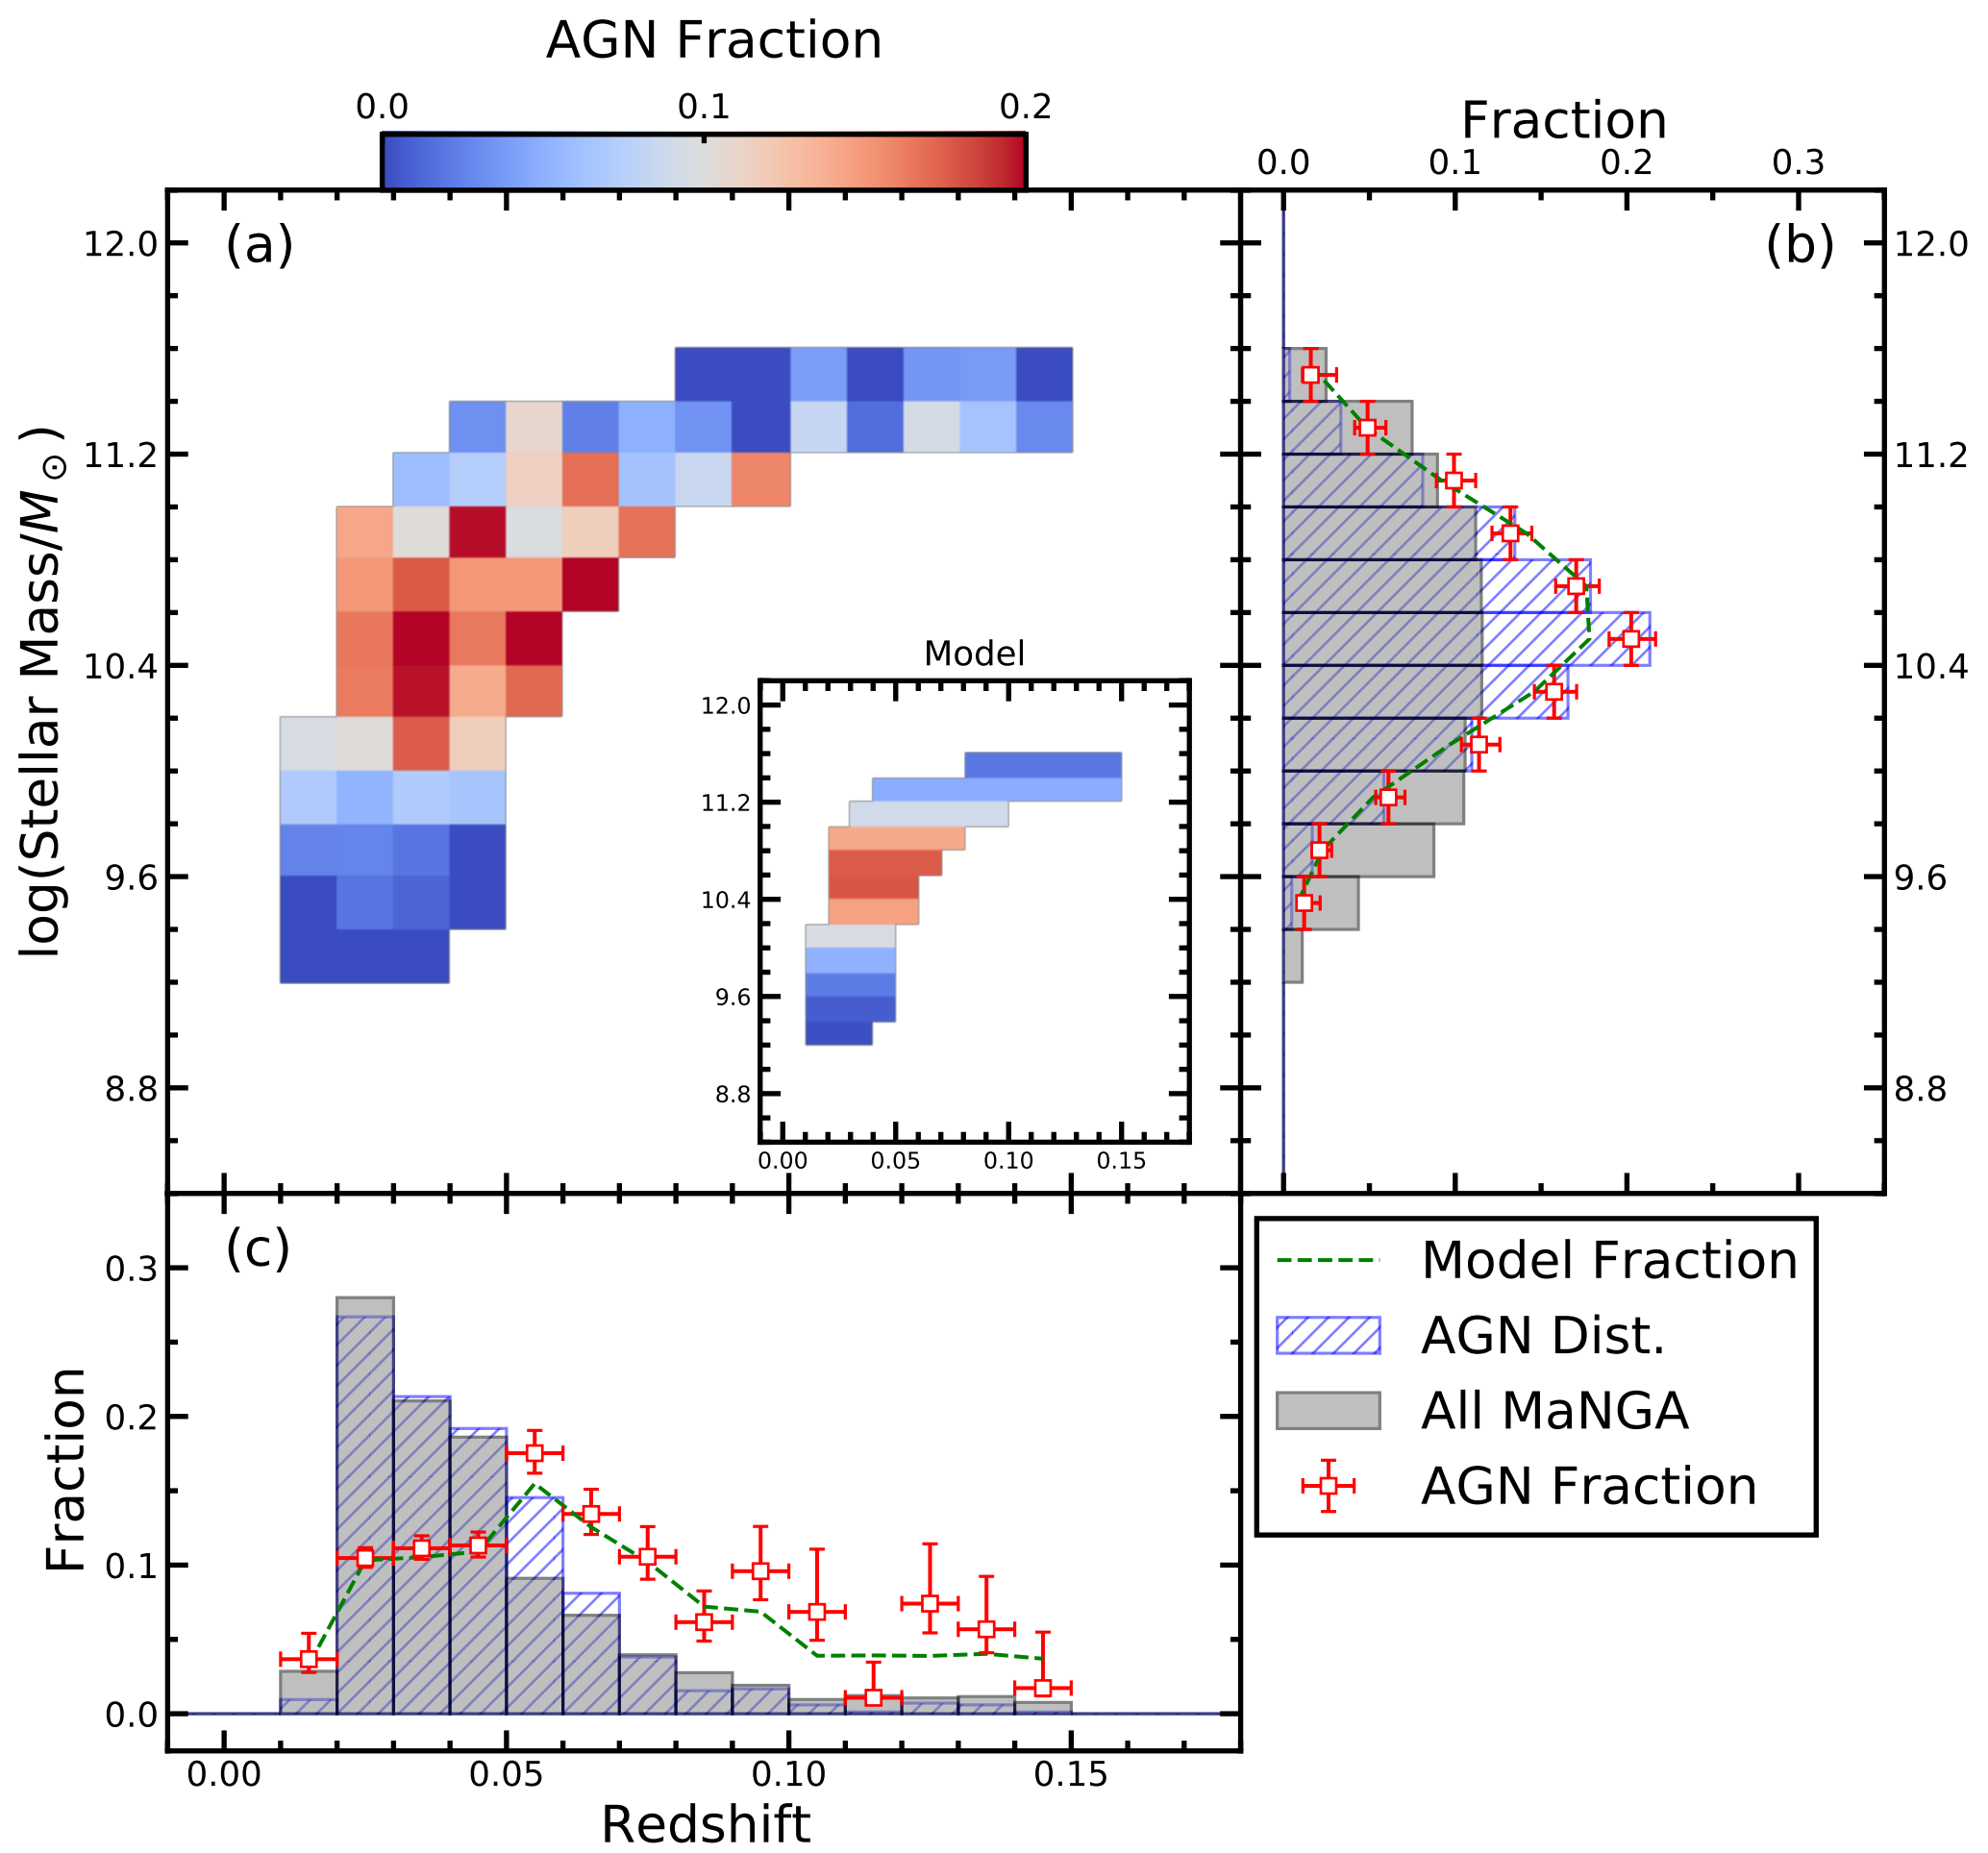 AGN Fraction
0.0 0.1 0.2
Fraction
0.0 0.1 0.2 0.3
(a)
(b)
log(Stellar Mass/M⊙)
12.0
11.2
10.4
9.6
8.8
Model
12.0
11.2
10.4
9.6
8.8
0.00 0.05 0.10 0.15
12.0
11.2
10.4
9.6
8.8
(c)
Fraction
0.3
0.2
0.1
0.0
0.00 0.05 0.10 0.15
Redshift
Model Fraction
AGN Dist.
All MaNGA
AGN Fraction